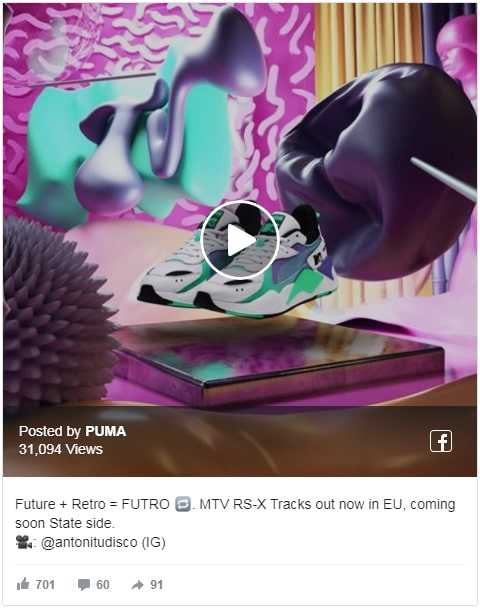 Posted by PUMA
31,094 Views
Future + Retro = FUTRO 🔁. MTV RS-X Tracks out now in EU, coming
soon State side.
🎥: @antonitudisco (IG)
701 60 91